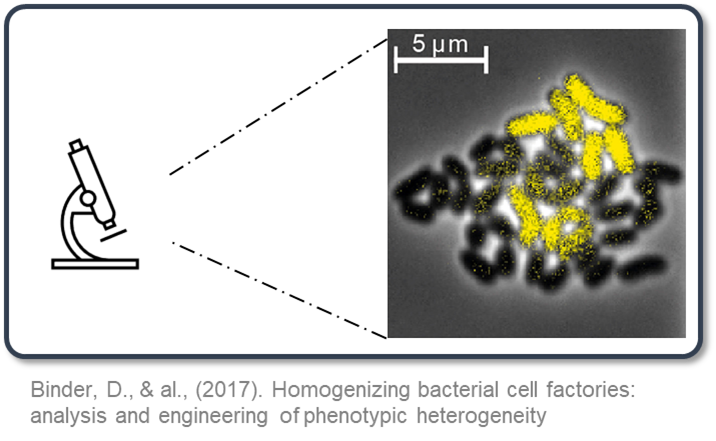 5 µm
Binder, D., & al., (2017). Homogenizing bacterial cell factories:
analysis and engineering of phenotypic heterogeneity